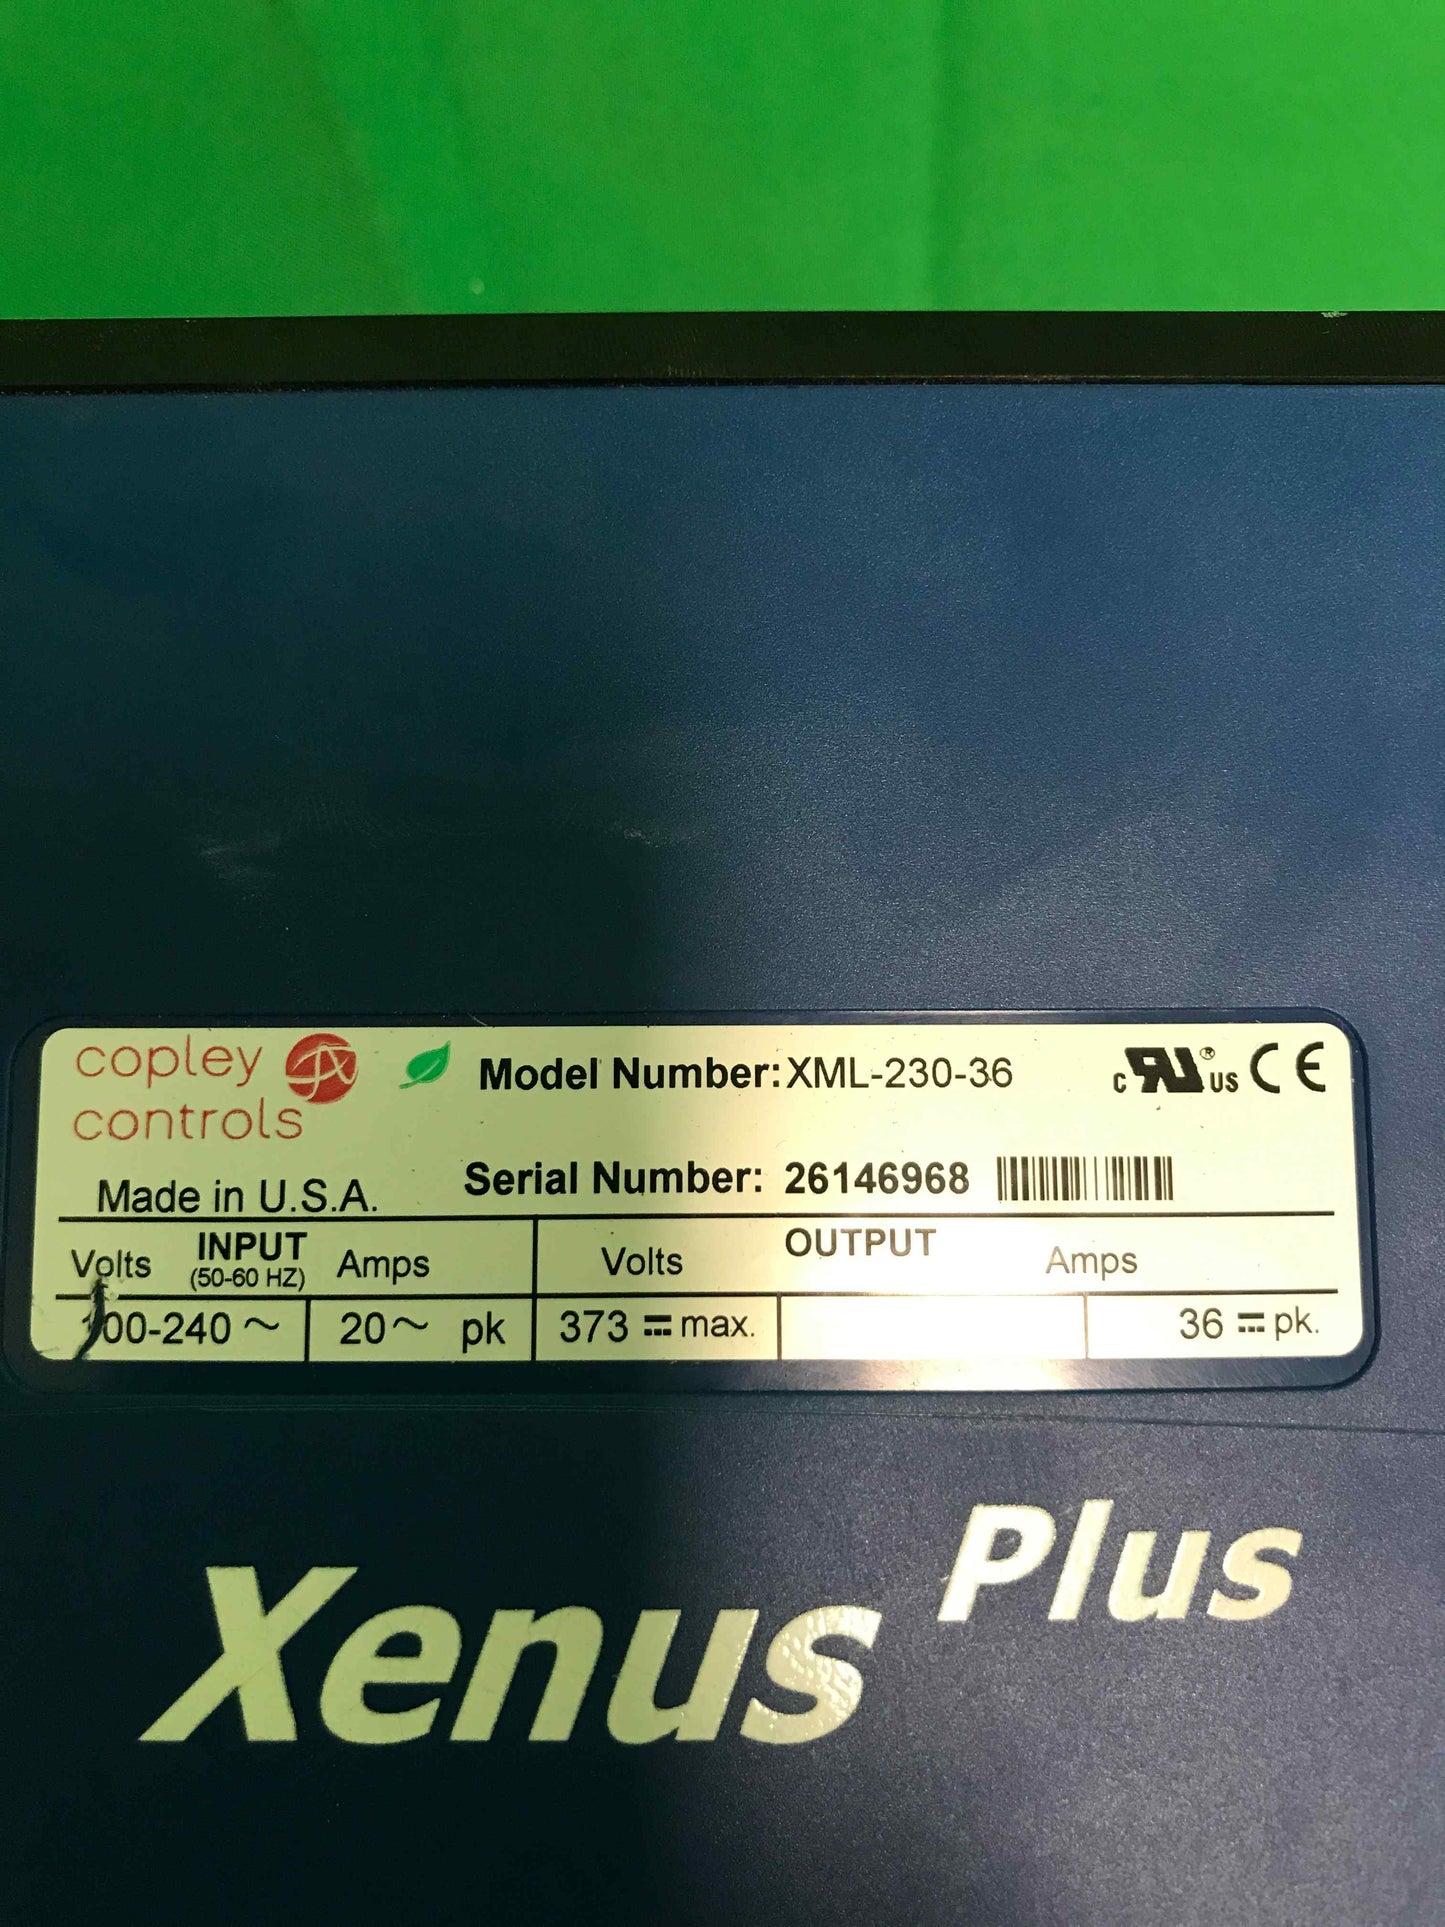 copley
controls
Model Number: XML-230-36
c RU ® US CE
Made in U.S.A.
Serial Number: 26146968
Volts INPUT (50-60 HZ) Amps
Volts OUTPUT Amps
100-240 ~ 20 ~ pk 373 ⎓ max. 36 ⎓ pk.
Xenus Plus